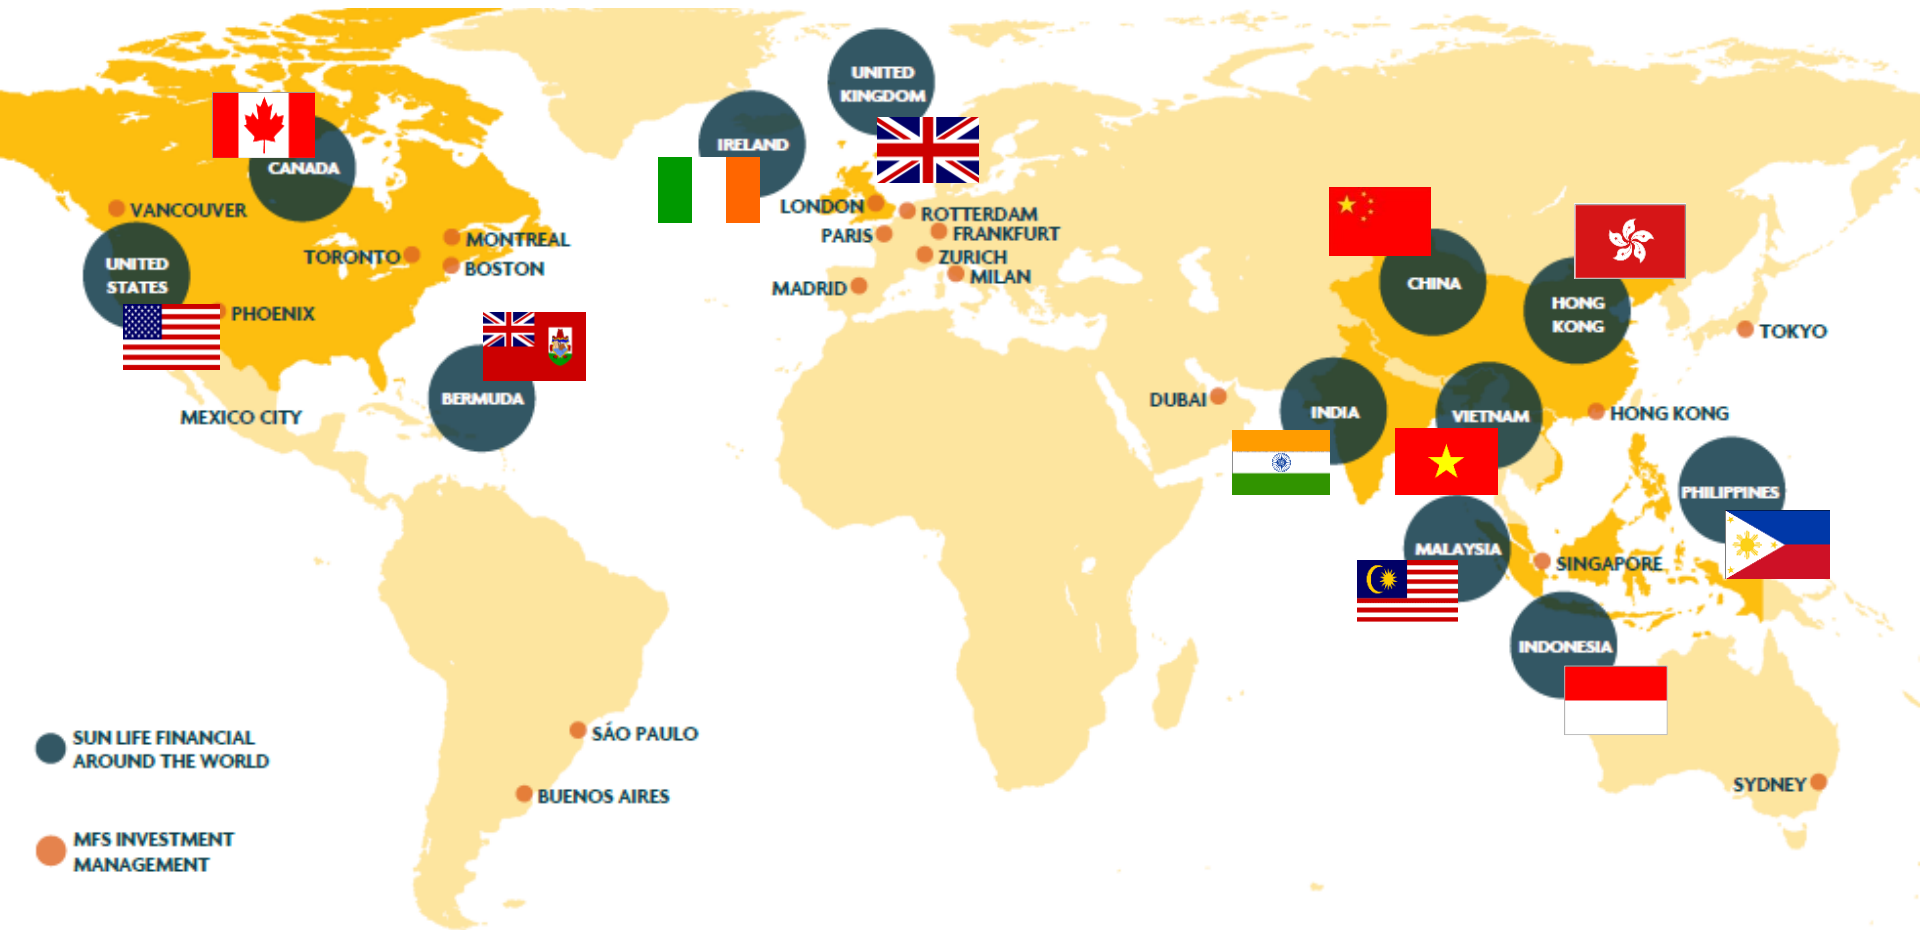 UNITED
KINGDOM
IRELAND
CANADA
VANCOUVER
LONDON
ROTTERDAM
PARIS
FRANKFURT
MONTREAL
TORONTO
ZURICH
BOSTON
MILAN
UNITED
STATES
MADRID
CHINA
HONG
KONG
PHOENIX
TOKYO
BERMUDA
DUBAI
INDIA
VIETNAM
HONG KONG
MEXICO CITY
PHILIPPINES
MALAYSIA
SINGAPORE
INDONESIA
SÁO PAULO
SUN LIFE FINANCIAL
AROUND THE WORLD
SYDNEY
BUENOS AIRES
MFS INVESTMENT
MANAGEMENT